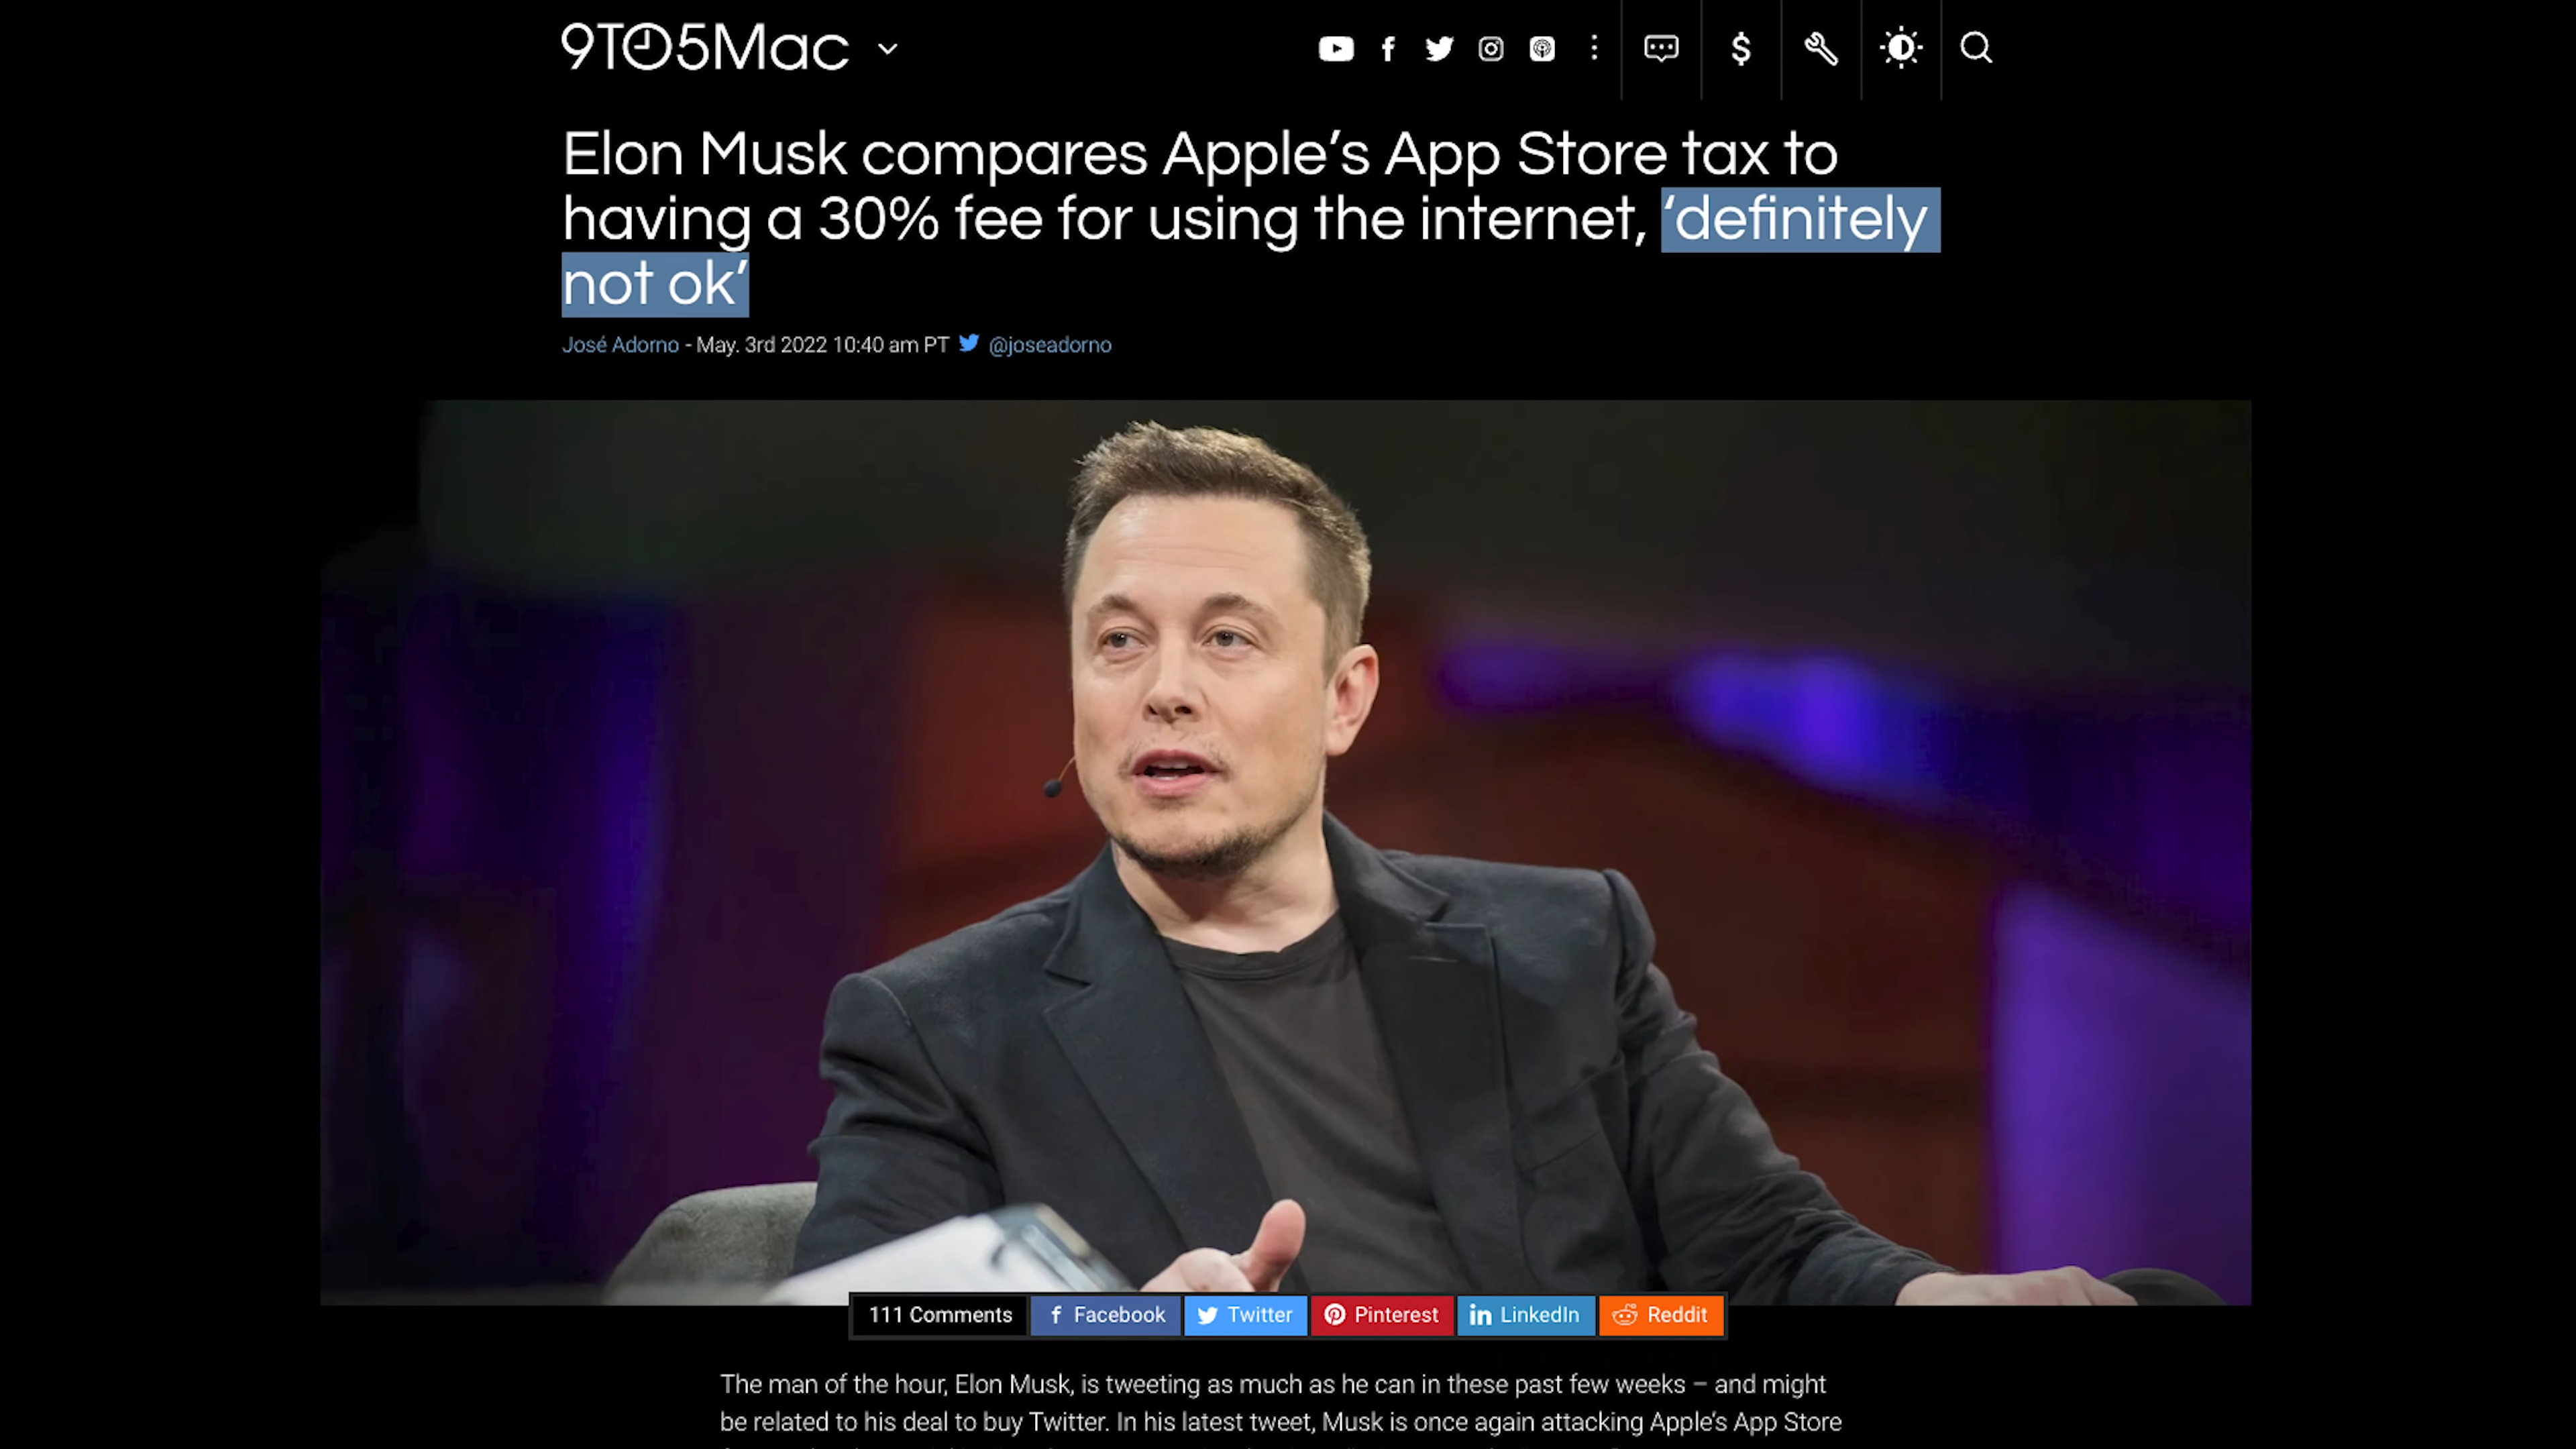 9TO5Mac
Elon Musk compares Apple’s App Store tax to
having a 30% fee for using the internet, ‘definitely
not ok’
José Adorno - May. 3rd 2022 10:40 am PT @joseadorno
111 Comments Facebook Twitter Pinterest LinkedIn Reddit
The man of the hour, Elon Musk, is tweeting as much as he can in these past few weeks – and might
be related to his deal to buy Twitter. In his latest tweet, Musk is once again attacking Apple’s App Store